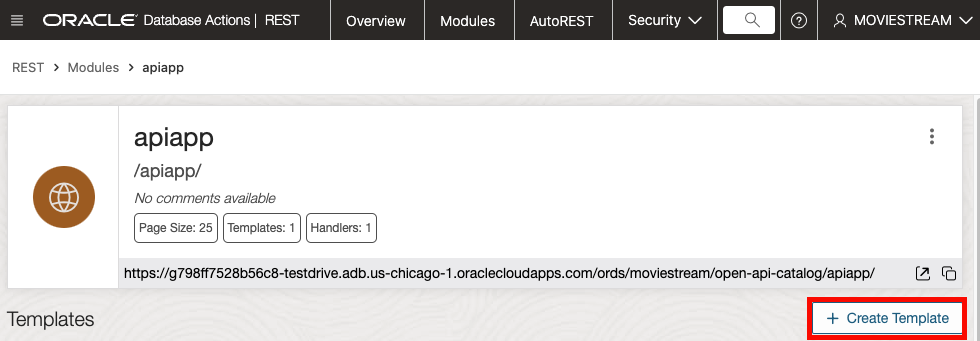 ORACLE Database Actions | REST Overview Modules AutoREST Security MOVIESTREAM
REST > Modules > apiapp
apiapp
/apiapp/
No comments available
Page Size: 25 Templates: 1 Handlers: 1
https://g798ff7528b56c8-testdrive.adb.us-chicago-1.oraclecloudapps.com/ords/moviestream/open-api-catalog/apiapp/
Templates + Create Template